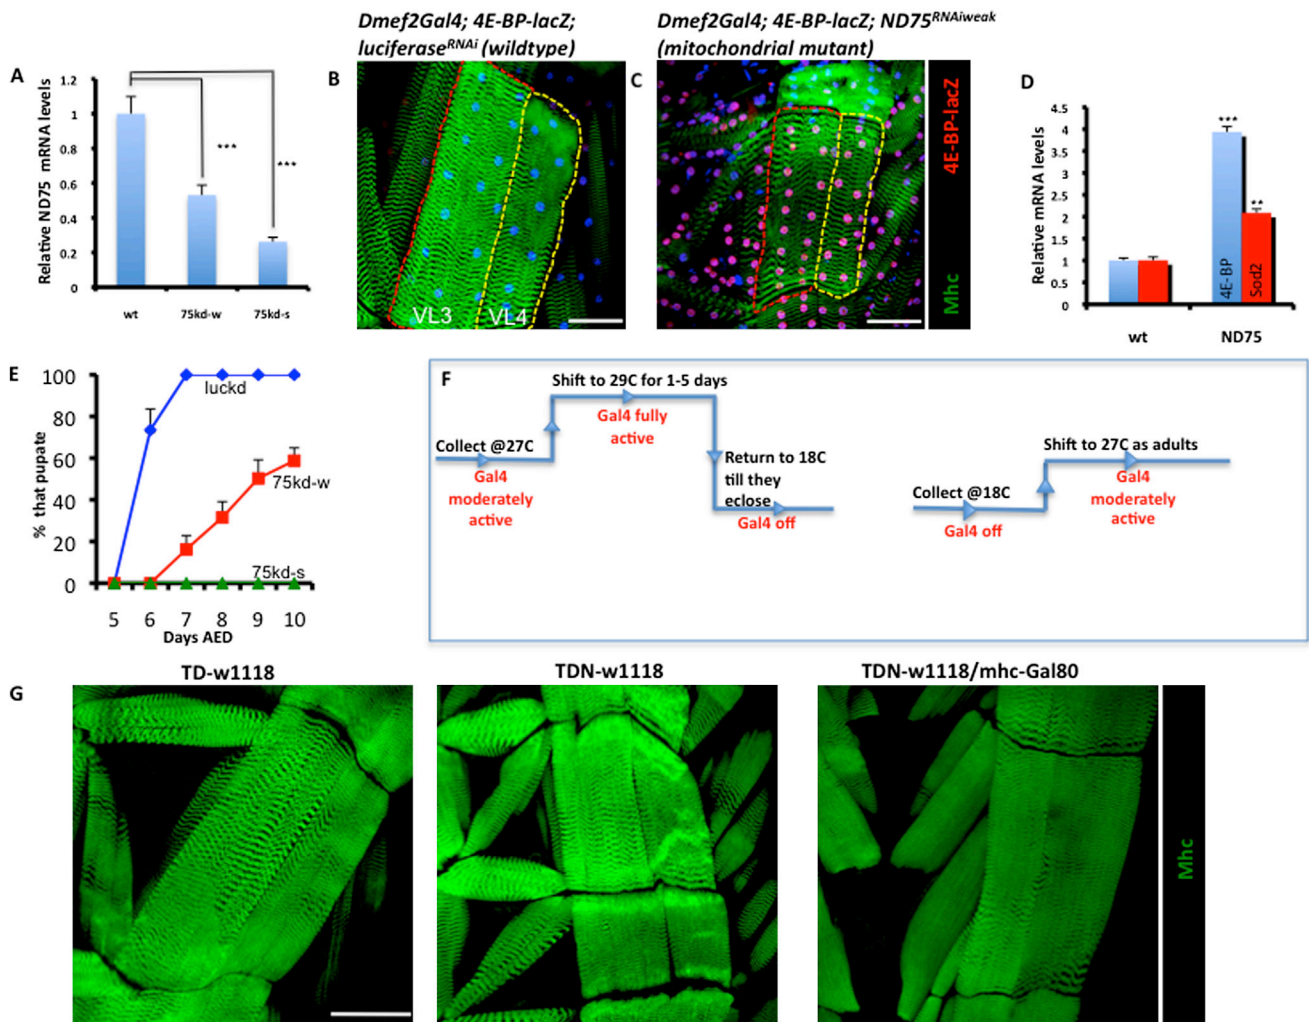 Dmef2Gal4; 4E-BP-lacZ;
luciferaseRNAi (wildtype)
Dmef2Gal4; 4E-BP-lacZ; ND75RNAiweak
(mitochondrial mutant)
A
Relative ND75 mRNA levels
1.2
1
0.8
0.6
0.4
0.2
0
***
***
wt
75kd-w
75kd-s
B
VL3
VL4
C
4E-BP-lacZ
Mhc
D
Relative mRNA levels
4.5
4
3.5
3
2.5
2
1.5
1
0.5
0
***
**
4E-BP
Sod2
wt
ND75
E
% that pupate
100
80
60
40
20
0
luckd
75kd-w
75kd-s
5 6 7 8 9 10
Days AED
F
Shift to 29C for 1-5 days
Gal4 fully
active
Collect @27C
Gal4
moderately
active
Return to 18C
till they
eclose
Gal4 off
Collect @18C
Gal4 off
Shift to 27C as adults
Gal4
moderately
active
G
TD-w1118
TDN-w1118
TDN-w1118/mhc-Gal80
Mhc